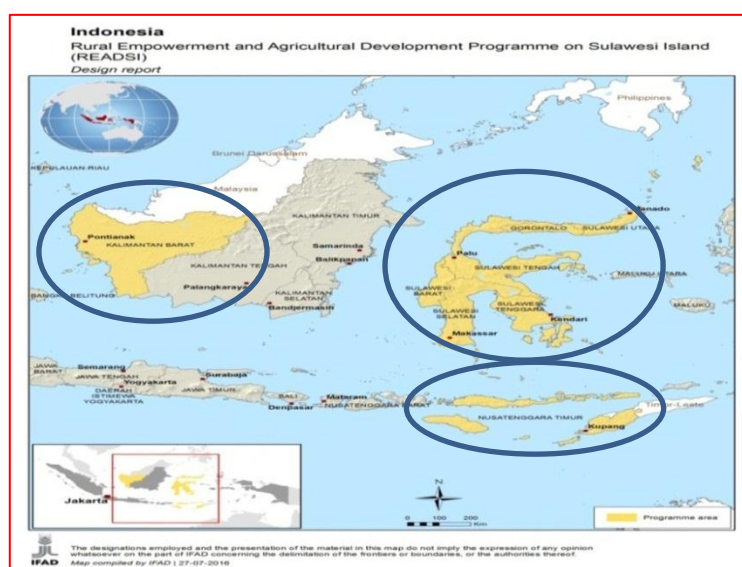 Indonesia
Rural Empowerment and Agricultural Development Programme on Sulawesi Island
(READSI)
Design report
Philippines
Brunei Darussalam
KEPULAUAN RIAU
Malaysia
KALIMANTAN TIMUR
Manado
Pontianak
GORONTALO
SULAWESI UTARA
KALIMANTAN BARAT
Samarinda
Palu
KALIMANTAN TENGAH
Balikpapan
SULAWESI TENGAH
MALUKU UTARA
Palangkaraya
SULAWESI
BARAT
BANGKA BELITUNG
KALIMANTAN
SELATAN
SULAWESI
TENGGARA
MALUKU
Bandjermasin
SULAWESI
SELATAN
Kendari
Makassar
JAWA
BARAT
Semarang
JAWA TENGAH
Surabaja
Yogyakarta
JAWA TIMUR
DAERAH
ISTIMEWA
YOGYAKARTA
BALI
Mataram
Denpasar
NUSATENGGARA BARAT
NUSATENGGARA TIMUR
Timor-Leste
Kupang
Jakarta
N
0 100 200
Km
Programme area
IFAD
The designations employed and the presentation of the material in this map do not imply the expression of any opinion
whatsoever on the part of IFAD concerning the delimitation of the frontiers or boundaries, or the authorities thereof.
Map compiled by IFAD | 27-07-2016